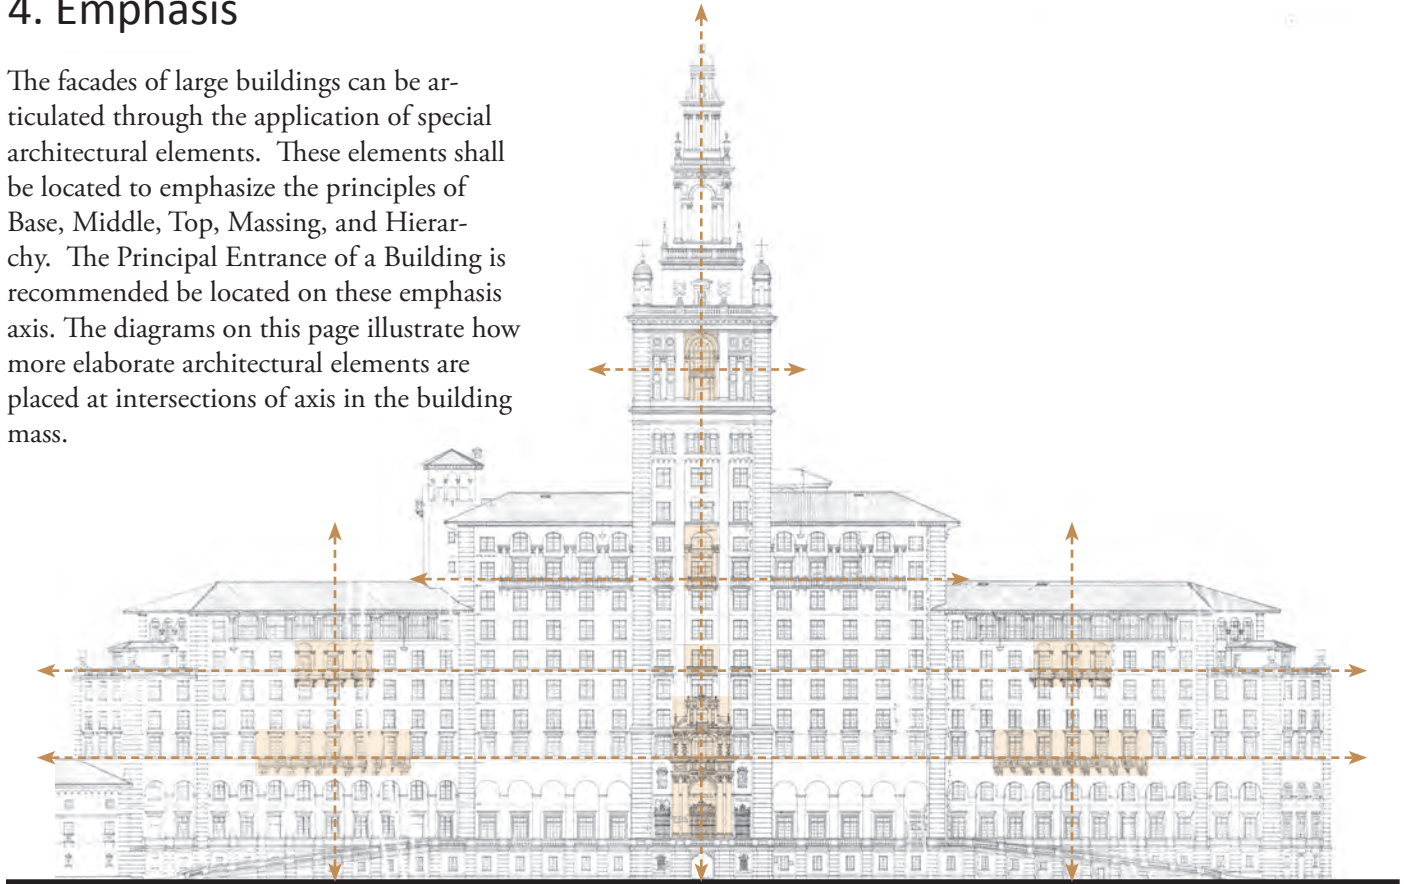 4. Emphasis
The facades of large buildings can be ar-
ticulated through the application of special
architectural elements.  These elements shall
be located to emphasize the principles of
Base, Middle, Top, Massing, and Hierar-
chy.  The Principal Entrance of a Building is
recommended be located on these emphasis
axis. The diagrams on this page illustrate how
more elaborate architectural elements are
placed at intersections of axis in the building
mass.